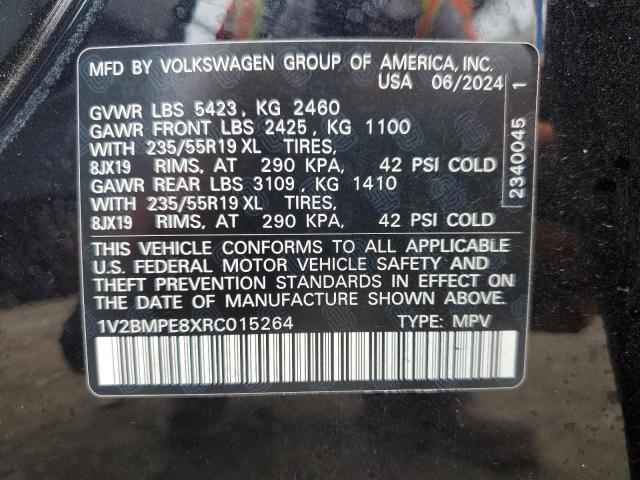 MFD BY VOLKSWAGEN GROUP OF AMERICA, INC.
USA 06/2024
GVWR LBS 5423, KG 2460
GAWR FRONT LBS 2425, KG 1100
WITH 235/55R19 XL TIRES,
8JX19 RIMS, AT 290 KPA, 42 PSI COLD
GAWR REAR LBS 3109, KG 1410
WITH 235/55R19 XL TIRES,
8JX19 RIMS, AT 290 KPA, 42 PSI COLD
THIS VEHICLE CONFORMS TO ALL APPLICABLE
U.S. FEDERAL MOTOR VEHICLE SAFETY AND
THEFT PREVENTION STANDARDS IN EFFECT ON
THE DATE OF MANUFACTURE SHOWN ABOVE.
1V2BMPE8XRC015264 TYPE: MPV
2340045 1